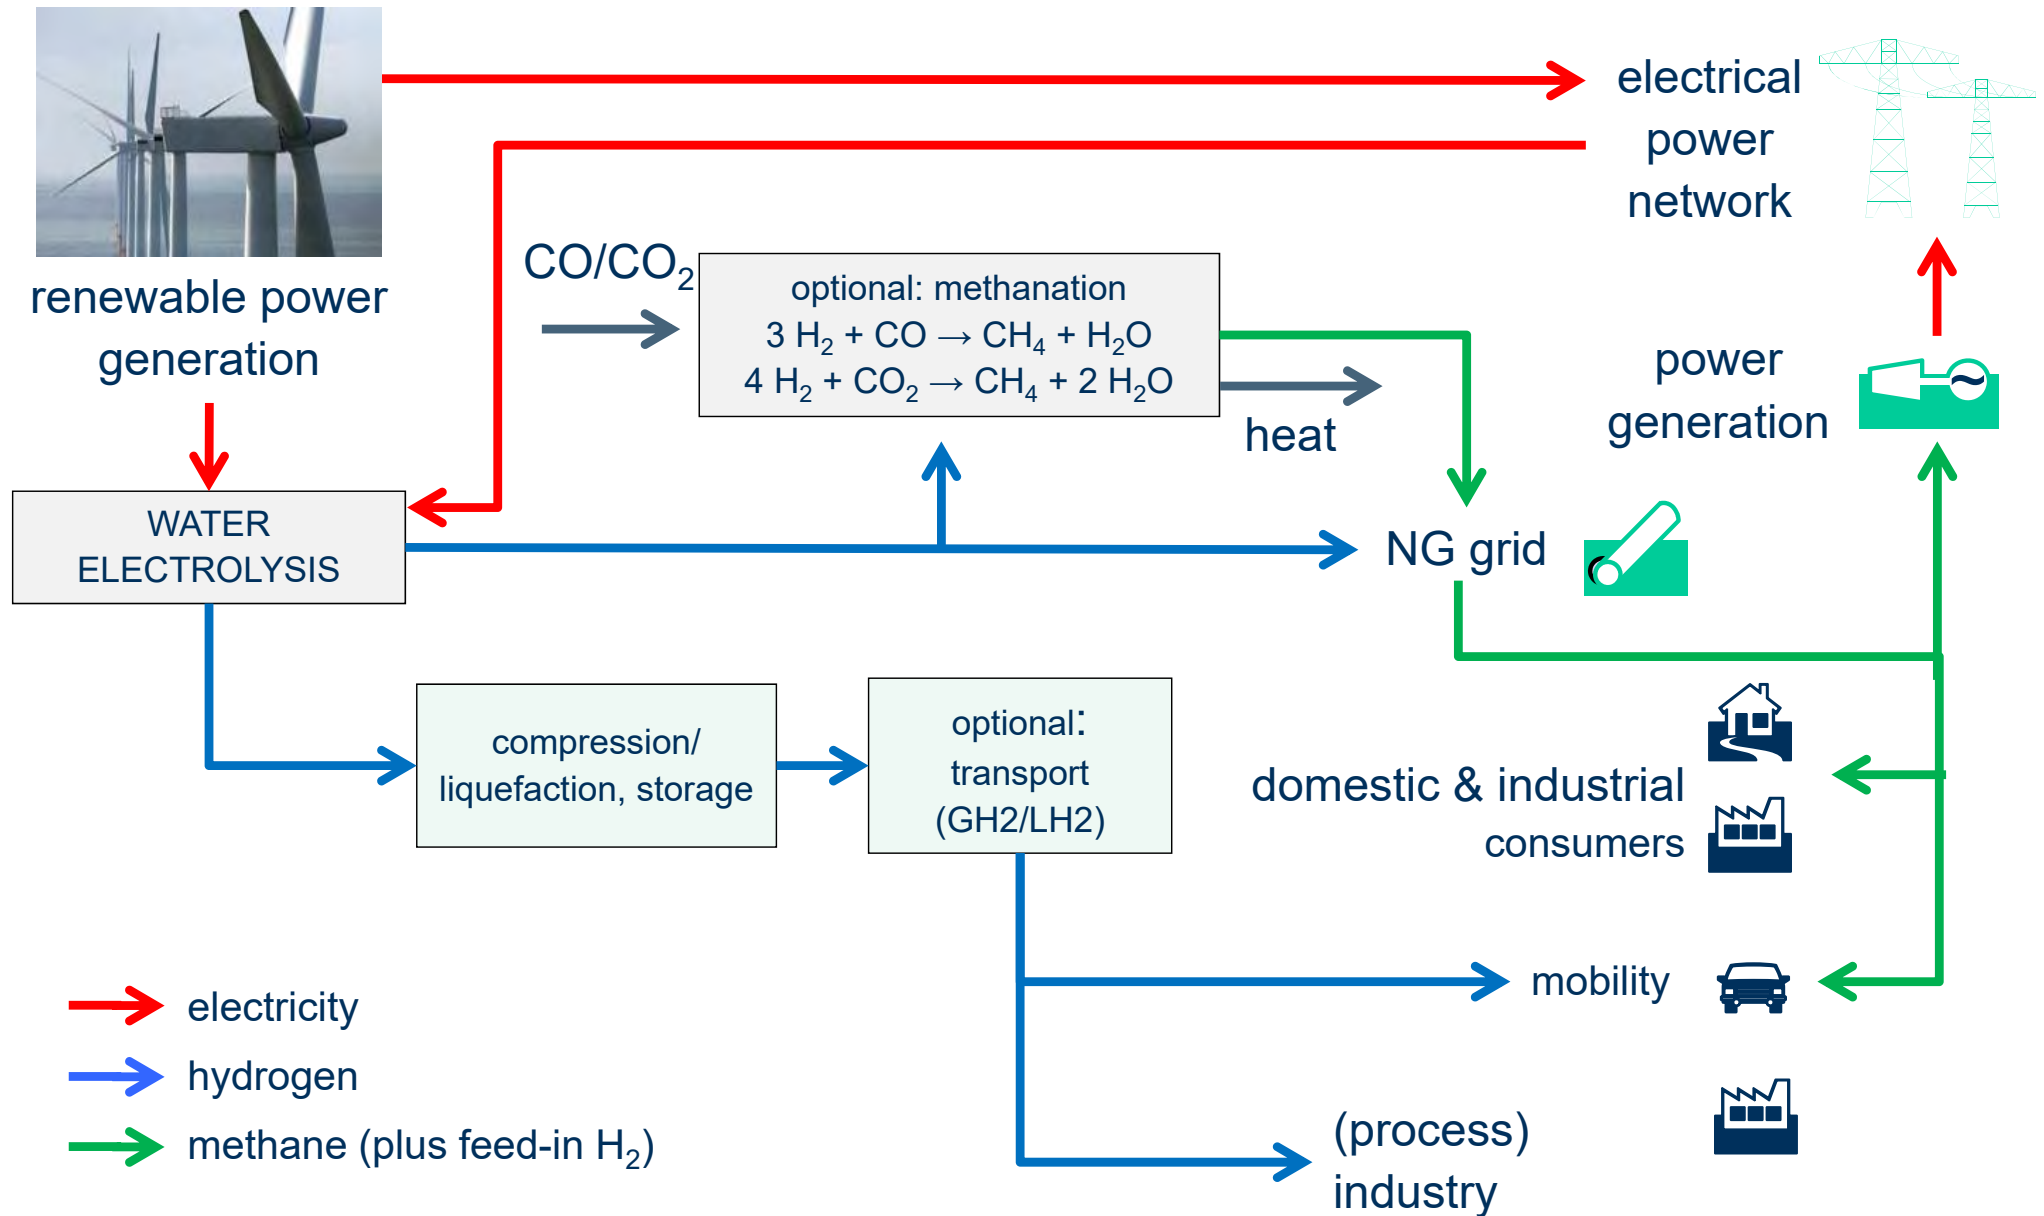 electrical
power
network
renewable power
generation
CO/CO₂
optional: methanation
3 H₂ + CO → CH₄ + H₂O
4 H₂ + CO₂ → CH₄ + 2 H₂O
heat
power
generation
WATER
ELECTROLYSIS
NG grid
compression/
liquefaction, storage
optional:
transport
(GH2/LH2)
domestic & industrial
consumers
mobility
(process)
industry
electricity
hydrogen
methane (plus feed-in H₂)